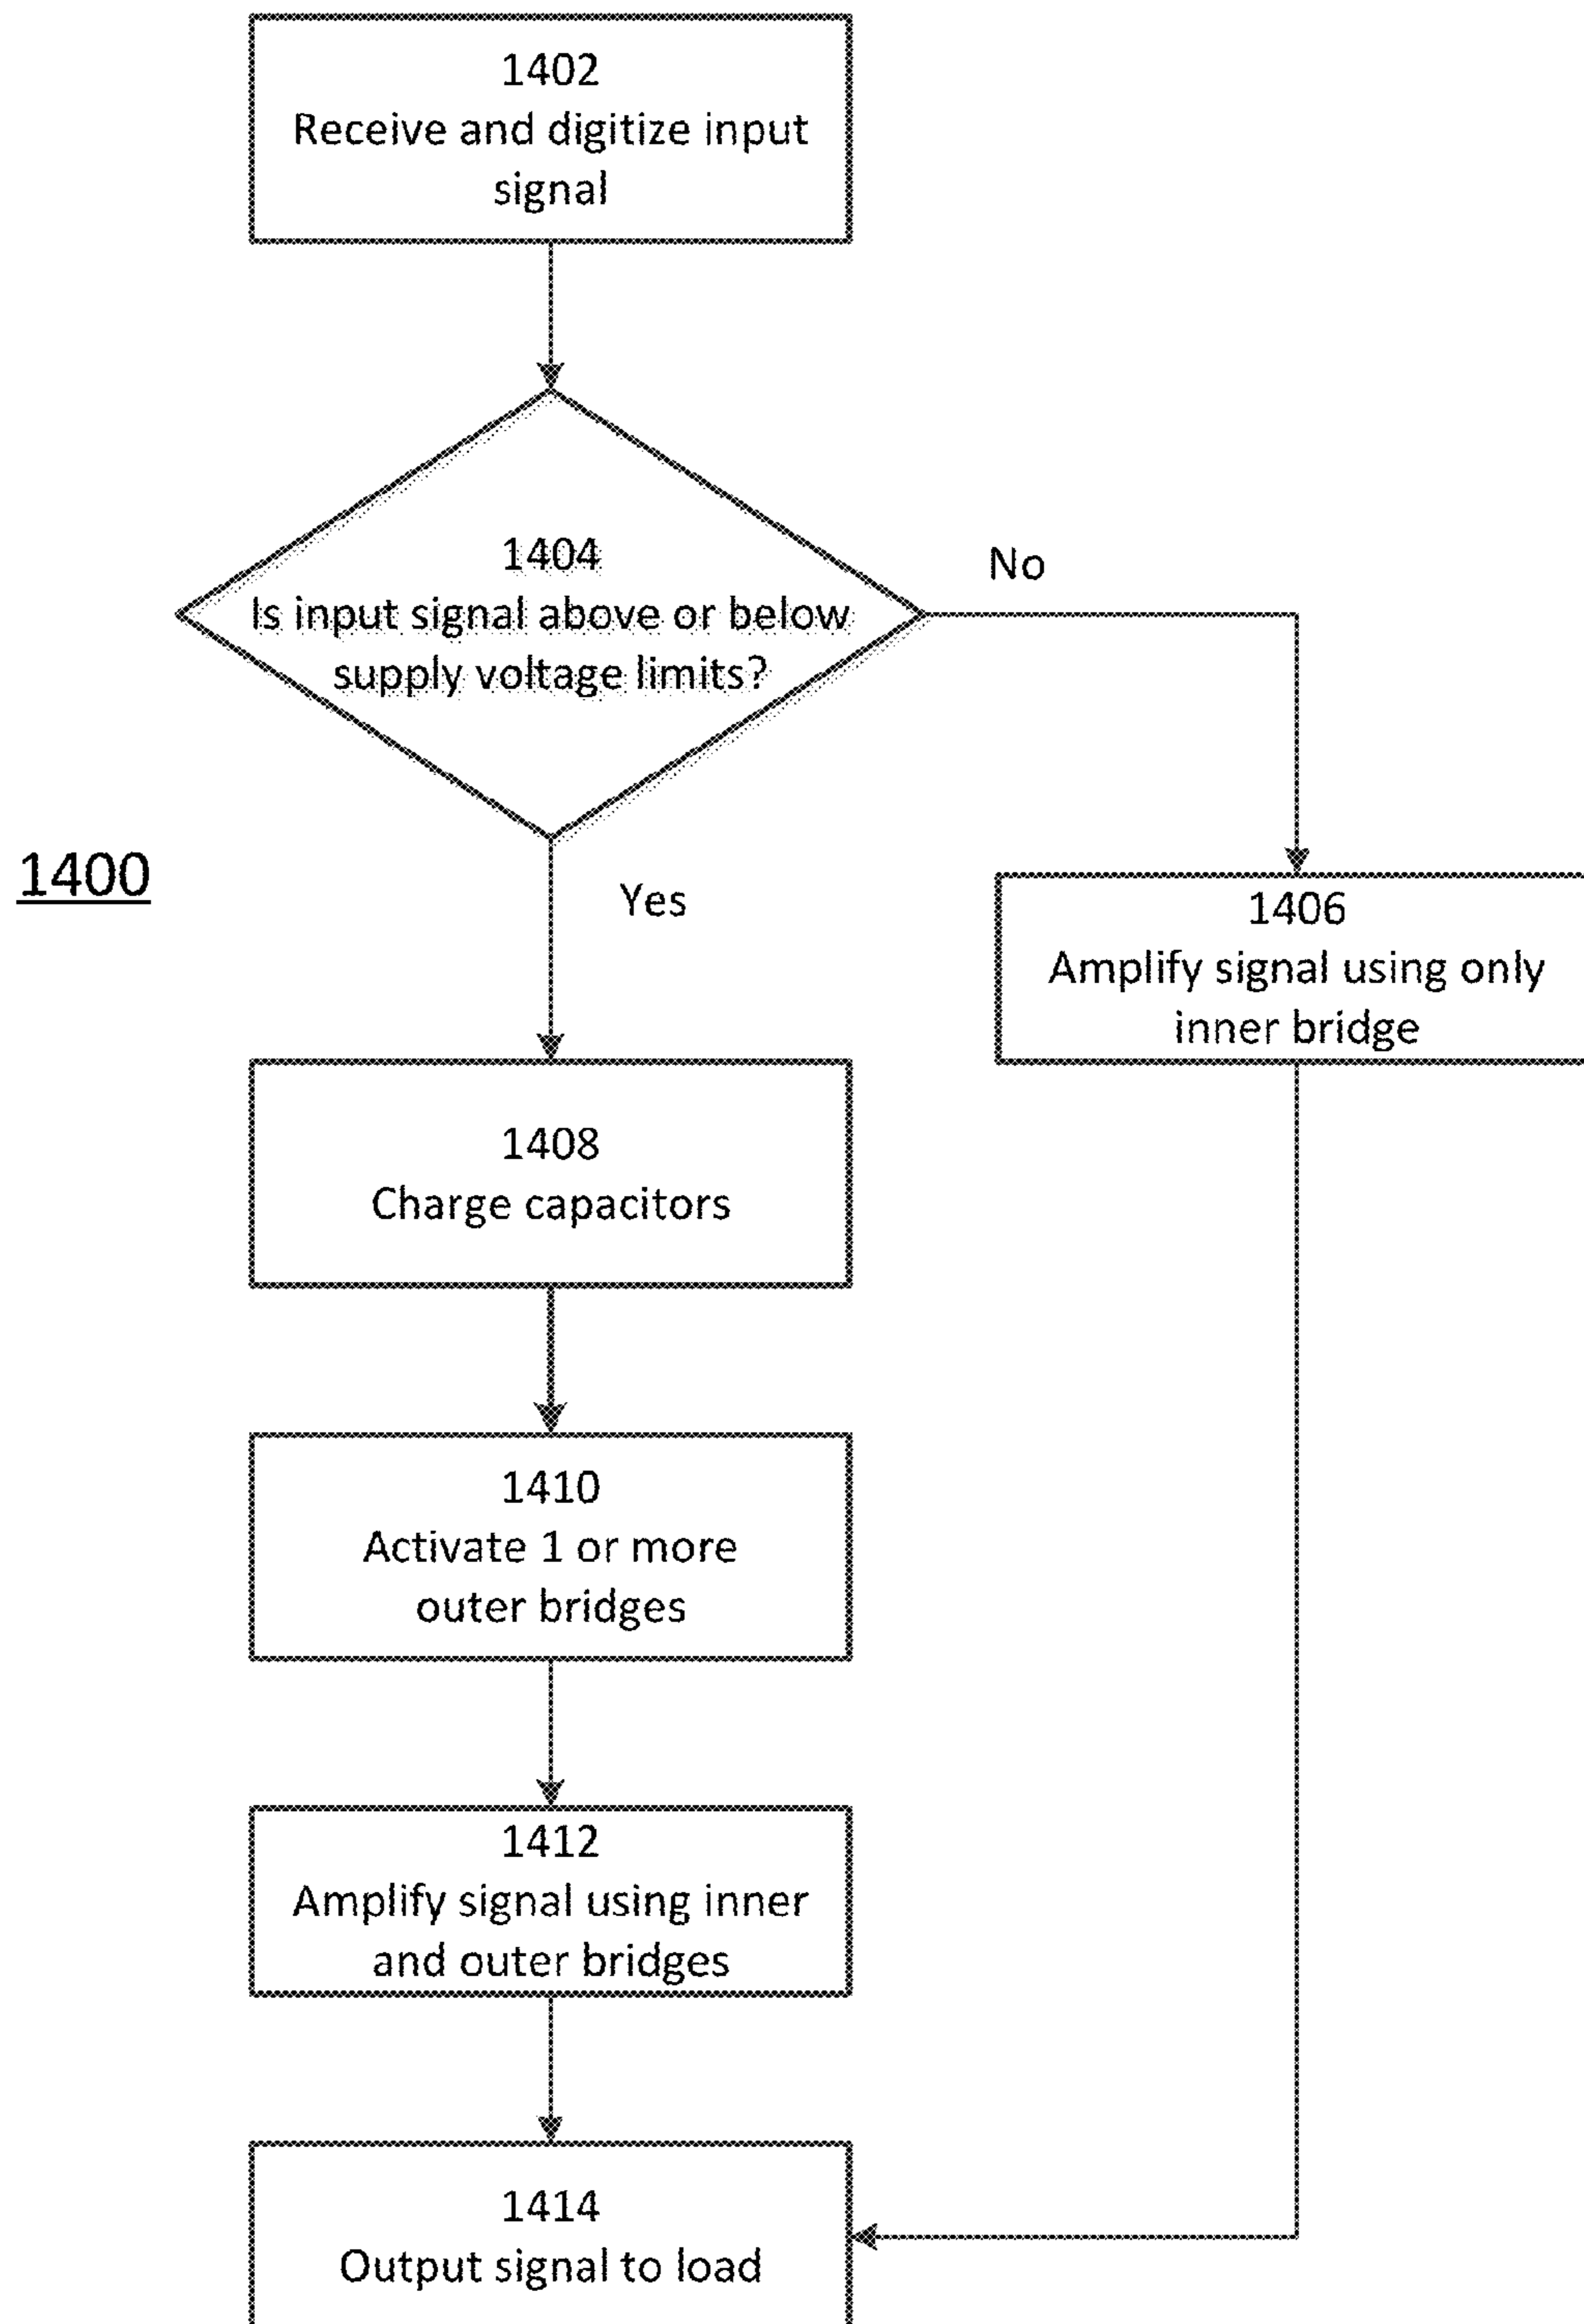 1402
Receive and digitize input
signal
1404
Is input signal above or below
supply voltage limits?
No
Yes
1400
1406
Amplify signal using only
inner bridge
1408
Charge capacitors
1410
Activate 1 or more
outer bridges
1412
Amplify signal using inner
and outer bridges
1414
Output signal to load